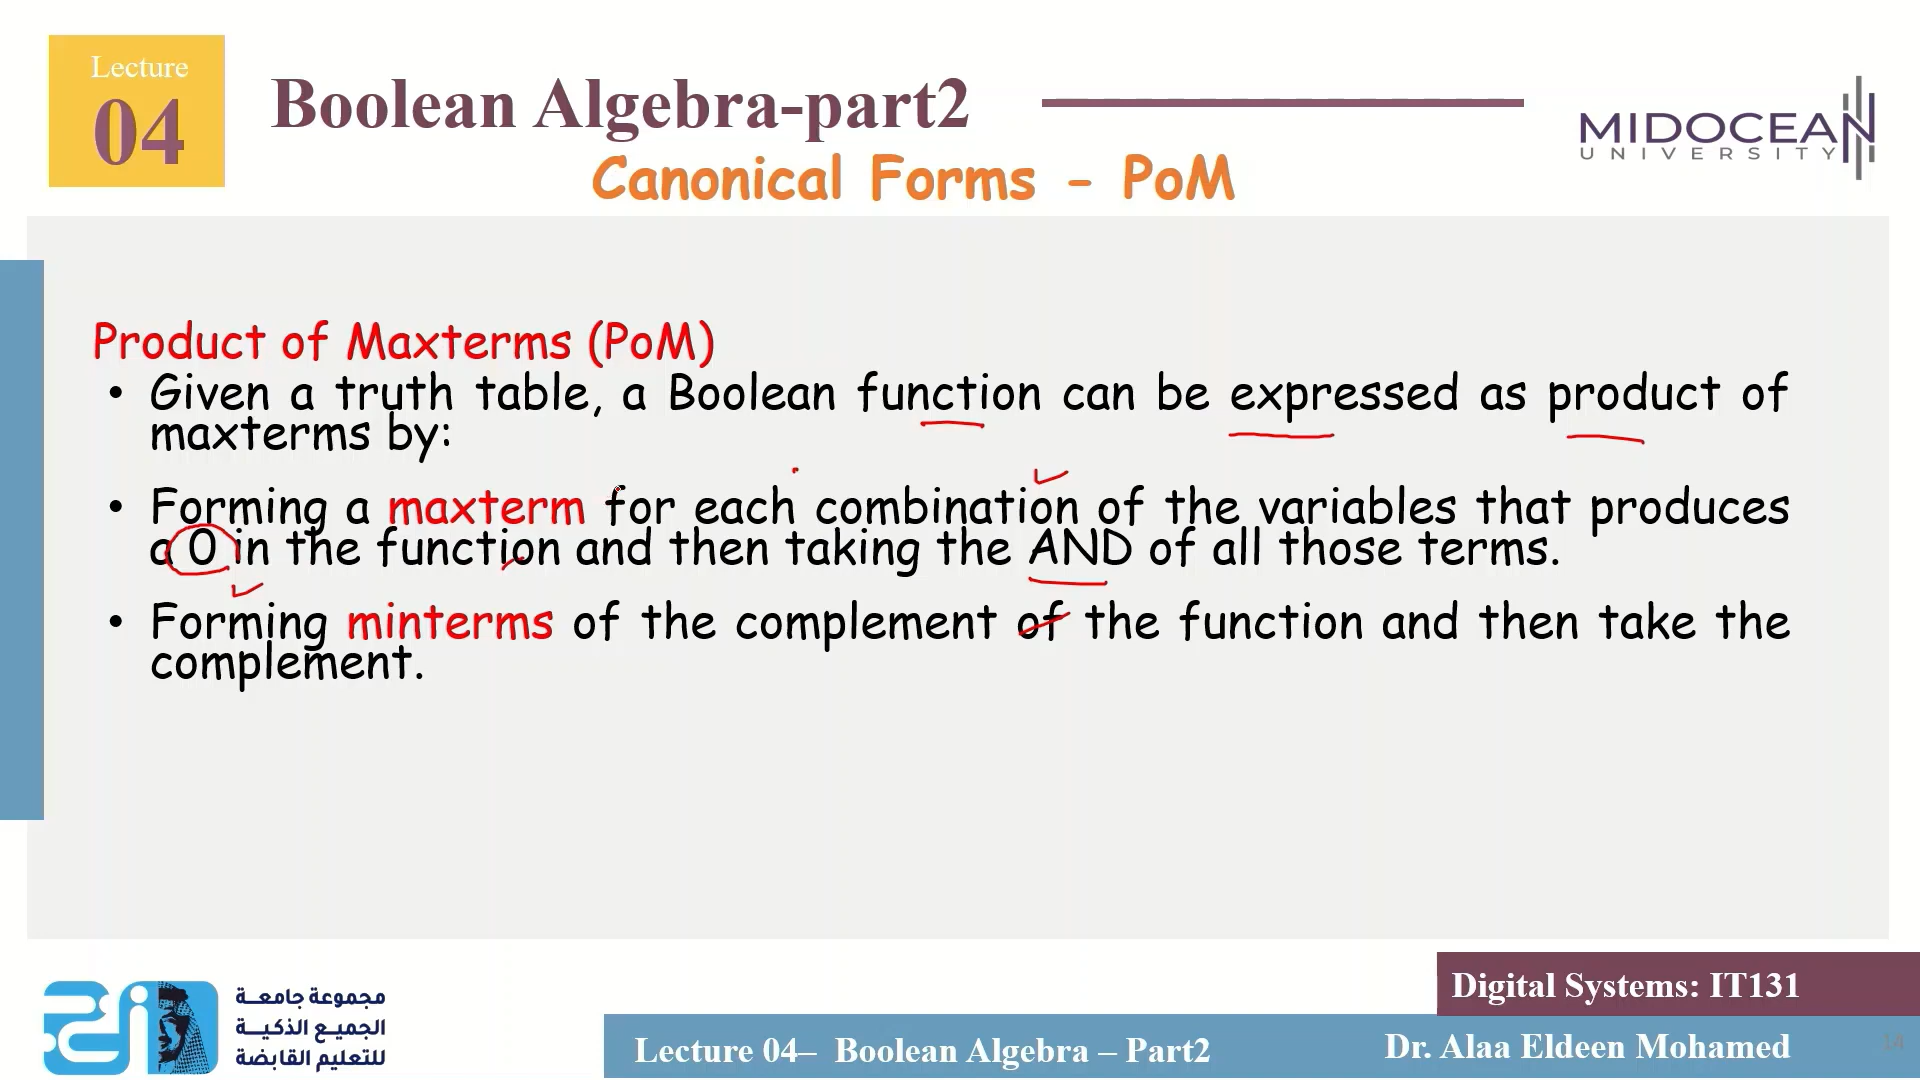 Lecture
04
Boolean Algebra-part2
Canonical Forms - PoM
MIDOCEAN
UNIVERSITY
Product of Maxterms (PoM)
• Given a truth table, a Boolean function can be expressed as product of
maxterms by:
• Forming a maxterm for each combination of the variables that produces
a 0 in the function and then taking the AND of all those terms.
• Forming minterms of the complement of the function and then take the
complement.
مجموعة جامعة
الجميع الذكية
للتعليم القابضة
Digital Systems: IT131
Lecture 04– Boolean Algebra – Part2
Dr. Alaa Eldeen Mohamed
14